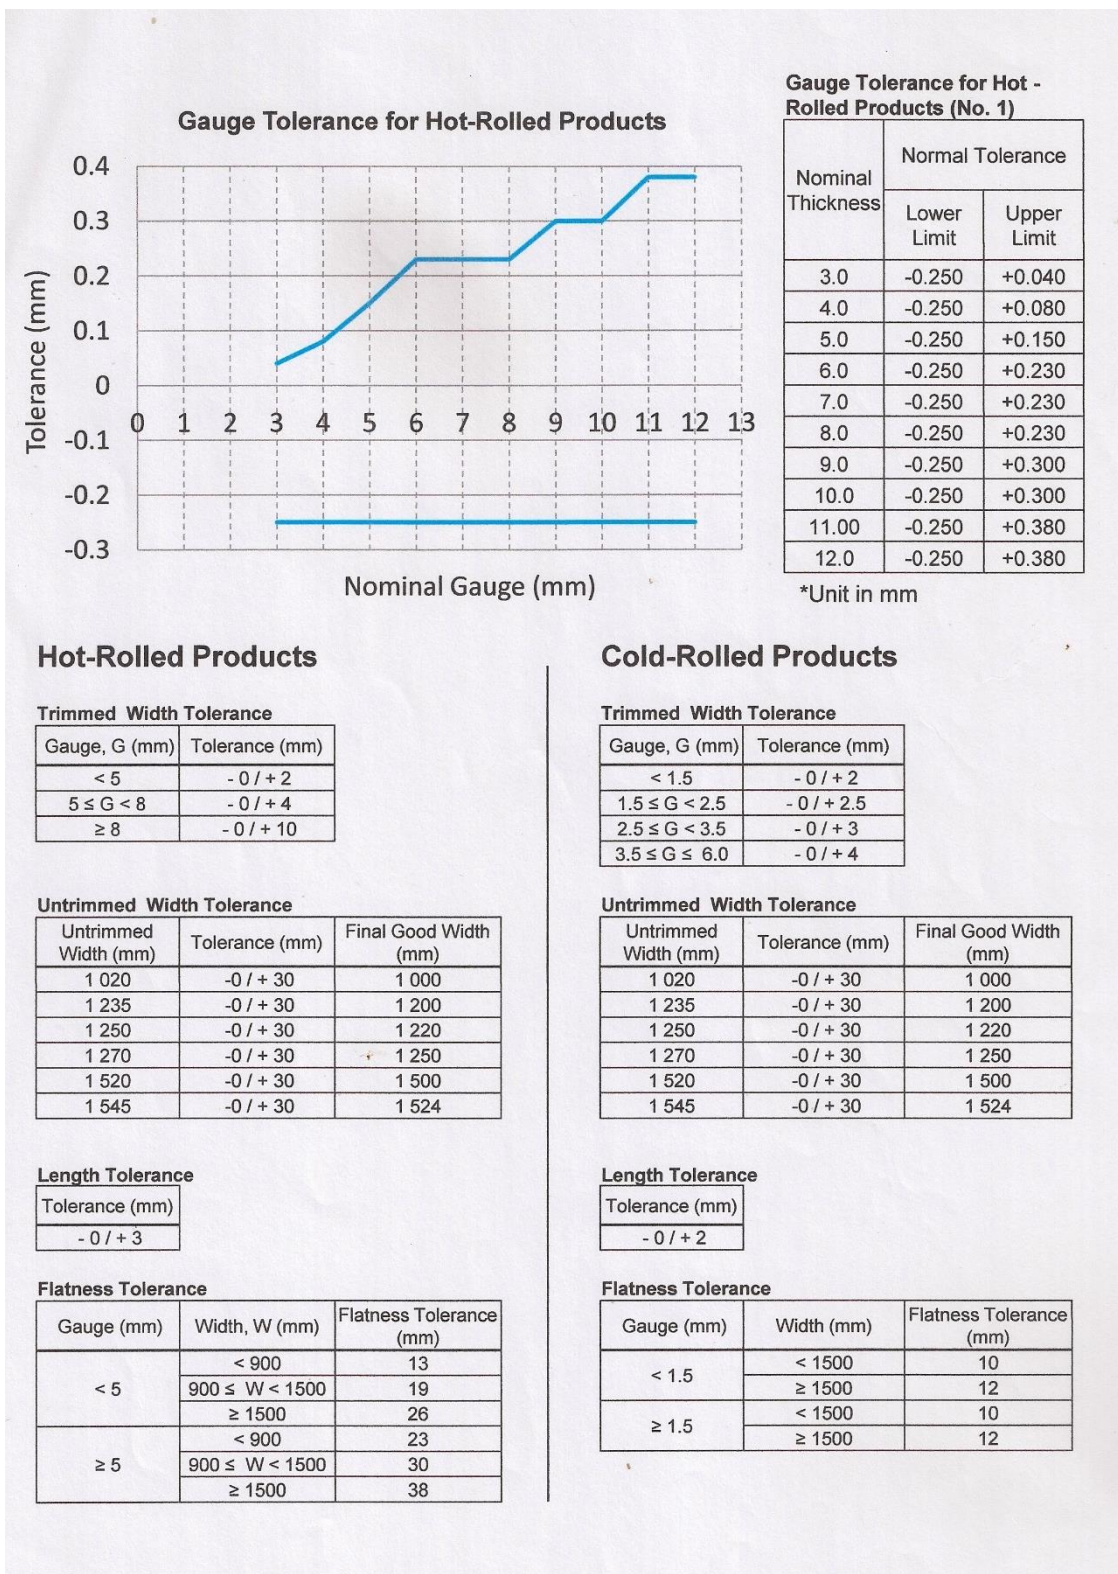 Gauge Tolerance for Hot-Rolled Products
0.4
0.3
0.2
0.1
0
-0.1
-0.2
-0.3
0 1 2 3 4 5 6 7 8 9 10 11 12 13
Tolerance (mm)
Nominal Gauge (mm)
Gauge Tolerance for Hot -
Rolled Products (No. 1)
Nominal
Thickness
Normal Tolerance
Lower
Limit
Upper
Limit
3.0 -0.250 +0.040
4.0 -0.250 +0.080
5.0 -0.250 +0.150
6.0 -0.250 +0.230
7.0 -0.250 +0.230
8.0 -0.250 +0.230
9.0 -0.250 +0.300
10.0 -0.250 +0.300
11.00 -0.250 +0.380
12.0 -0.250 +0.380
*Unit in mm
Hot-Rolled Products
Trimmed Width Tolerance
Gauge, G (mm) Tolerance (mm)
< 5 - 0 / + 2
5 ≤ G < 8 - 0 / + 4
≥ 8 - 0 / + 10
Untrimmed Width Tolerance
Untrimmed
Width (mm)
Tolerance (mm)
Final Good Width
(mm)
1 020 -0 / + 30 1 000
1 235 -0 / + 30 1 200
1 250 -0 / + 30 1 220
1 270 -0 / + 30 1 250
1 520 -0 / + 30 1 500
1 545 -0 / + 30 1 524
Length Tolerance
Tolerance (mm)
- 0 / + 3
Flatness Tolerance
Gauge (mm) Width, W (mm)
Flatness Tolerance
(mm)
< 5
< 900 13
900 ≤ W < 1500 19
≥ 1500 26
≥ 5
< 900 23
900 ≤ W < 1500 30
≥ 1500 38
Cold-Rolled Products
Trimmed Width Tolerance
Gauge, G (mm) Tolerance (mm)
< 1.5 - 0 / + 2
1.5 ≤ G < 2.5 - 0 / + 2.5
2.5 ≤ G < 3.5 - 0 / + 3
3.5 ≤ G ≤ 6.0 - 0 / + 4
Untrimmed Width Tolerance
Untrimmed
Width (mm)
Tolerance (mm)
Final Good Width
(mm)
1 020 -0 / + 30 1 000
1 235 -0 / + 30 1 200
1 250 -0 / + 30 1 220
1 270 -0 / + 30 1 250
1 520 -0 / + 30 1 500
1 545 -0 / + 30 1 524
Length Tolerance
Tolerance (mm)
- 0 / + 2
Flatness Tolerance
Gauge (mm) Width (mm)
Flatness Tolerance
(mm)
< 1.5
< 1500 10
≥ 1500 12
≥ 1.5
< 1500 10
≥ 1500 12